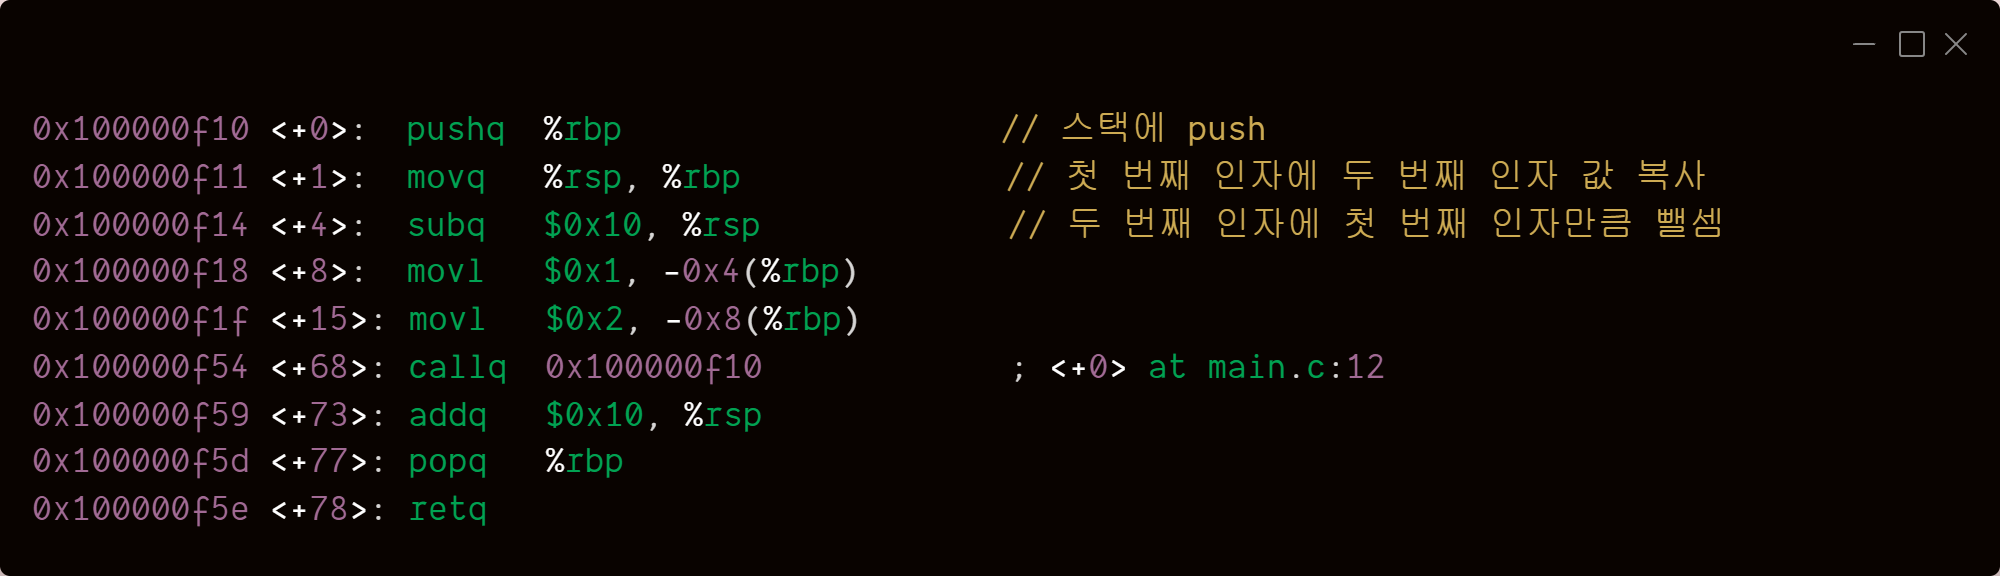 0x100000f10 <+0>:  pushq  %rbp                   // 스택에 push
0x100000f11 <+1>:  movq   %rsp, %rbp             // 첫 번째 인자에 두 번째 인자 값 복사
0x100000f14 <+4>:  subq   $0x10, %rsp            // 두 번째 인자에 첫 번째 인자만큼 뺄셈
0x100000f18 <+8>:  movl   $0x1, -0x4(%rbp)
0x100000f1f <+15>: movl   $0x2, -0x8(%rbp)
0x100000f54 <+68>: callq  0x100000f10             ; <+0> at main.c:12
0x100000f59 <+73>: addq   $0x10, %rsp
0x100000f5d <+77>: popq   %rbp
0x100000f5e <+78>: retq